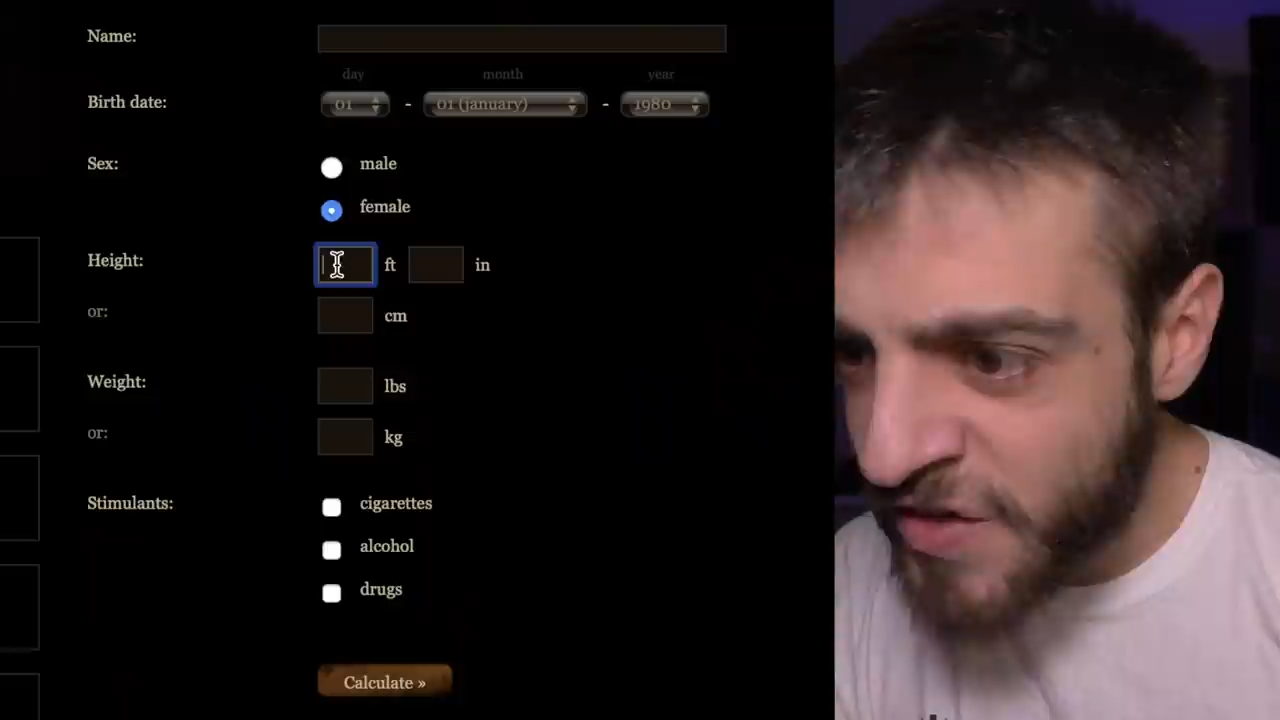 Name:
day month year
Birth date: 01 - 01 (january) - 1980
Sex: male
female
Height: ft in
or: cm
Weight: lbs
or: kg
Stimulants: cigarettes
alcohol
drugs
Calculate »